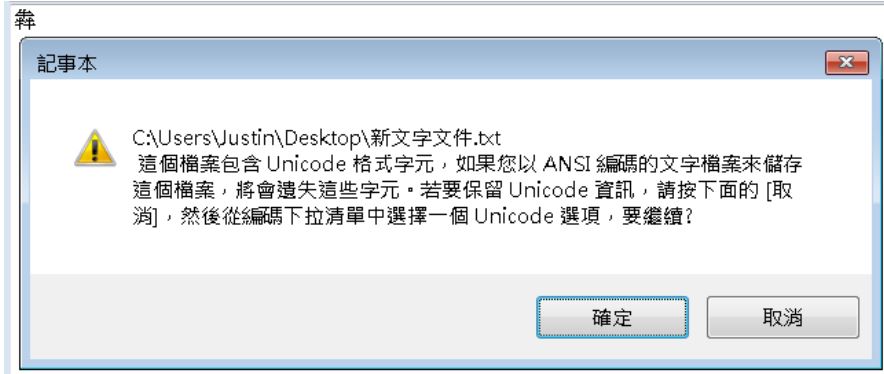 犇
記事本
C:\Users\Justin\Desktop\新文字文件.txt
這個檔案包含 Unicode 格式字元，如果您以 ANSI 編碼的文字檔案來儲存
這個檔案，將會遺失這些字元。若要保留 Unicode 資訊，請按下面的 [取
消]，然後從編碼下拉清單中選擇一個 Unicode 選項，要繼續?
確定
取消